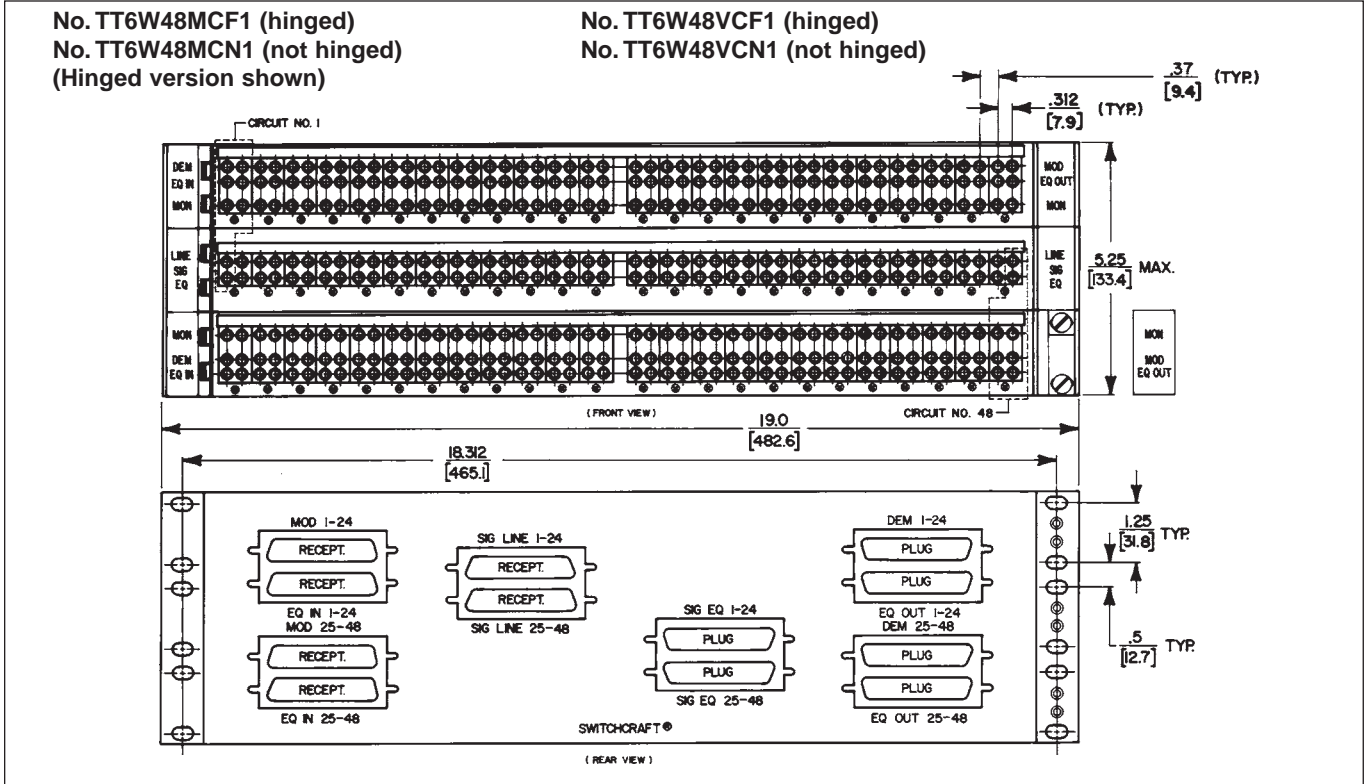 No. TT6W48MCF1 (hinged)
No. TT6W48MCN1 (not hinged)
(Hinged version shown)
No. TT6W48VCF1 (hinged)
No. TT6W48VCN1 (not hinged)
.37 (TYP.)
[9.4]
.312 (TYP.)
[7.9]
CIRCUIT NO. 1
DEM
EQ IN
MON
MOD
EQ OUT
MON
LINE
SIG
EQ
LINE
SIG
EQ
5.25 MAX.
[133.4]
MON
DEM
EQ IN
MON
MOD
EQ OUT
(FRONT VIEW)
CIRCUIT NO. 48
19.0
[482.6]
18.312
[465.1]
MOD 1-24
RECEPT.
RECEPT.
EQ IN 1-24
MOD 25-48
RECEPT.
RECEPT.
EQ IN 25-48
SIG LINE 1-24
RECEPT.
RECEPT.
SIG LINE 25-48
SIG EQ 1-24
PLUG
PLUG
SIG EQ 25-48
DEM 1-24
PLUG
PLUG
EQ OUT 1-24
DEM 25-48
PLUG
PLUG
EQ OUT 25-48
1.25 TYP.
[31.8]
.5 TYP.
[12.7]
SWITCHCRAFT®
(REAR VIEW)